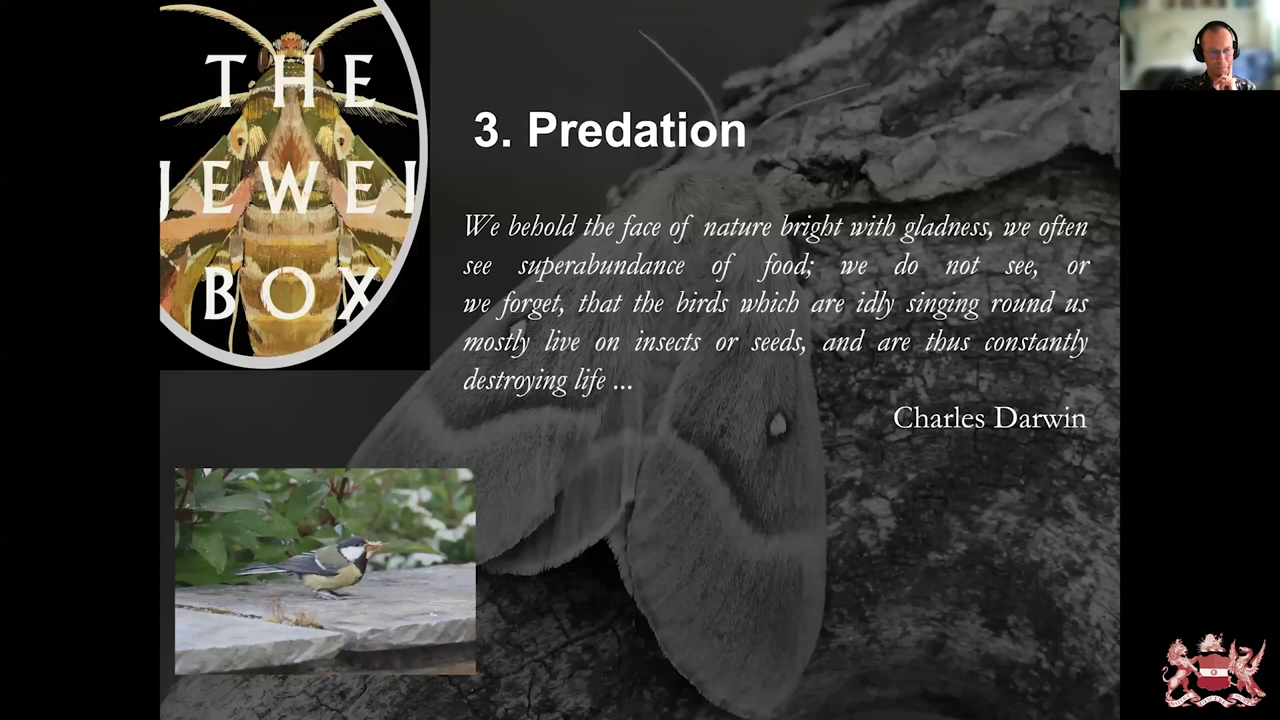 THE
JEWEL
BOX
3. Predation
We behold the face of nature bright with gladness, we often
see superabundance of food; we do not see, or
we forget, that the birds which are idly singing round us
mostly live on insects or seeds, and are thus constantly
destroying life ...
Charles Darwin